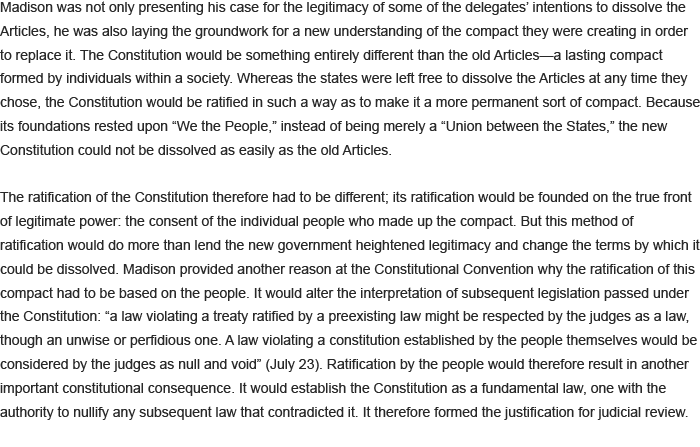 Madison was not only presenting his case for the legitimacy of some of the delegates’ intentions to dissolve the
Articles, he was also laying the groundwork for a new understanding of the compact they were creating in order
to replace it. The Constitution would be something entirely different than the old Articles—a lasting compact
formed by individuals within a society. Whereas the states were left free to dissolve the Articles at any time they
chose, the Constitution would be ratified in such a way as to make it a more permanent sort of compact. Because
its foundations rested upon “We the People,” instead of being merely a “Union between the States,” the new
Constitution could not be dissolved as easily as the old Articles.
The ratification of the Constitution therefore had to be different; its ratification would be founded on the true front
of legitimate power: the consent of the individual people who made up the compact. But this method of
ratification would do more than lend the new government heightened legitimacy and change the terms by which it
could be dissolved. Madison provided another reason at the Constitutional Convention why the ratification of this
compact had to be based on the people. It would alter the interpretation of subsequent legislation passed under
the Constitution: “a law violating a treaty ratified by a preexisting law might be respected by the judges as a law,
though an unwise or perfidious one. A law violating a constitution established by the people themselves would be
considered by the judges as null and void” (July 23). Ratification by the people would therefore result in another
important constitutional consequence. It would establish the Constitution as a fundamental law, one with the
authority to nullify any subsequent law that contradicted it. It therefore formed the justification for judicial review.